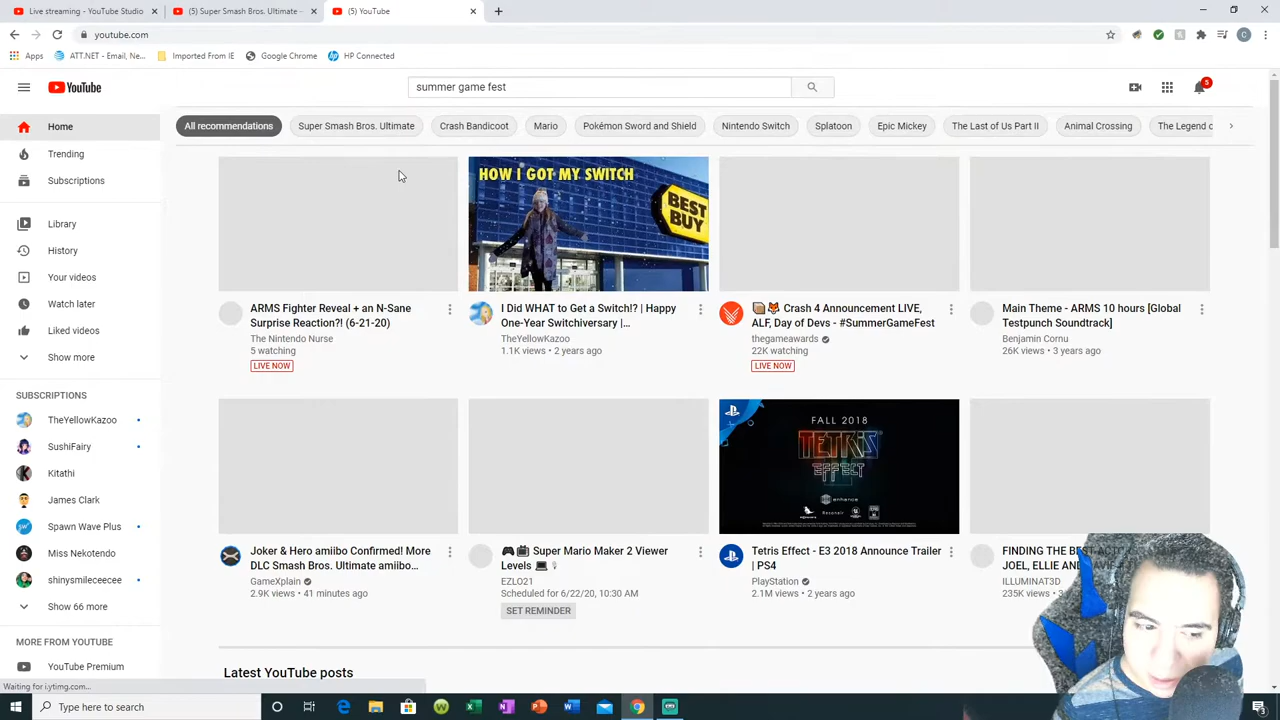 Live streaming - YouTube Studio
(5) Super Smash Bros. Ultimate -
(5) YouTube
youtube.com
Apps
ATT.NET - Email, Ne...
Imported From IE
Google Chrome
HP Connected
YouTube
summer game fest
5
Home
Trending
Subscriptions
Library
History
Your videos
Watch later
Liked videos
Show more
SUBSCRIPTIONS
TheYellowKazoo
SushiFairy
Kitathi
James Clark
Spawn Wave Plus
Miss Nekotendo
shinysmileceecee
Show 66 more
MORE FROM YOUTUBE
YouTube Premium
All recommendations
Super Smash Bros. Ultimate
Crash Bandicoot
Mario
Pokémon Sword and Shield
Nintendo Switch
Splatoon
Epic Mickey
The Last of Us Part II
Animal Crossing
The Legend o
ARMS Fighter Reveal + an N-Sane
Surprise Reaction?! (6-21-20)
The Nintendo Nurse
5 watching
LIVE NOW
HOW I GOT MY SWITCH
BEST
BUY
I Did WHAT to Get a Switch!? | Happy
One-Year Switchiversary |...
TheYellowKazoo
1.1K views • 2 years ago
Crash 4 Announcement LIVE,
ALF, Day of Devs - #SummerGameFest
thegameawards
22K watching
LIVE NOW
Main Theme - ARMS 10 hours [Global
Testpunch Soundtrack]
Benjamin Cornu
26K views • 3 years ago
Joker & Hero amiibo Confirmed! More
DLC Smash Bros. Ultimate amiibo...
GameXplain
2.9K views • 41 minutes ago
Super Mario Maker 2 Viewer
Levels
EZLO21
Scheduled for 6/22/20, 10:30 AM
SET REMINDER
FALL 2018
TETRIS
EFFECT
enhance
Tetris Effect - E3 2018 Announce Trailer
| PS4
PlayStation
2.1M views • 2 years ago
FINDING THE BEST
JOEL, ELLIE AND
ILLUMINAT3D
235K views
Latest YouTube posts
Waiting for i.ytimg.com...
Type here to search